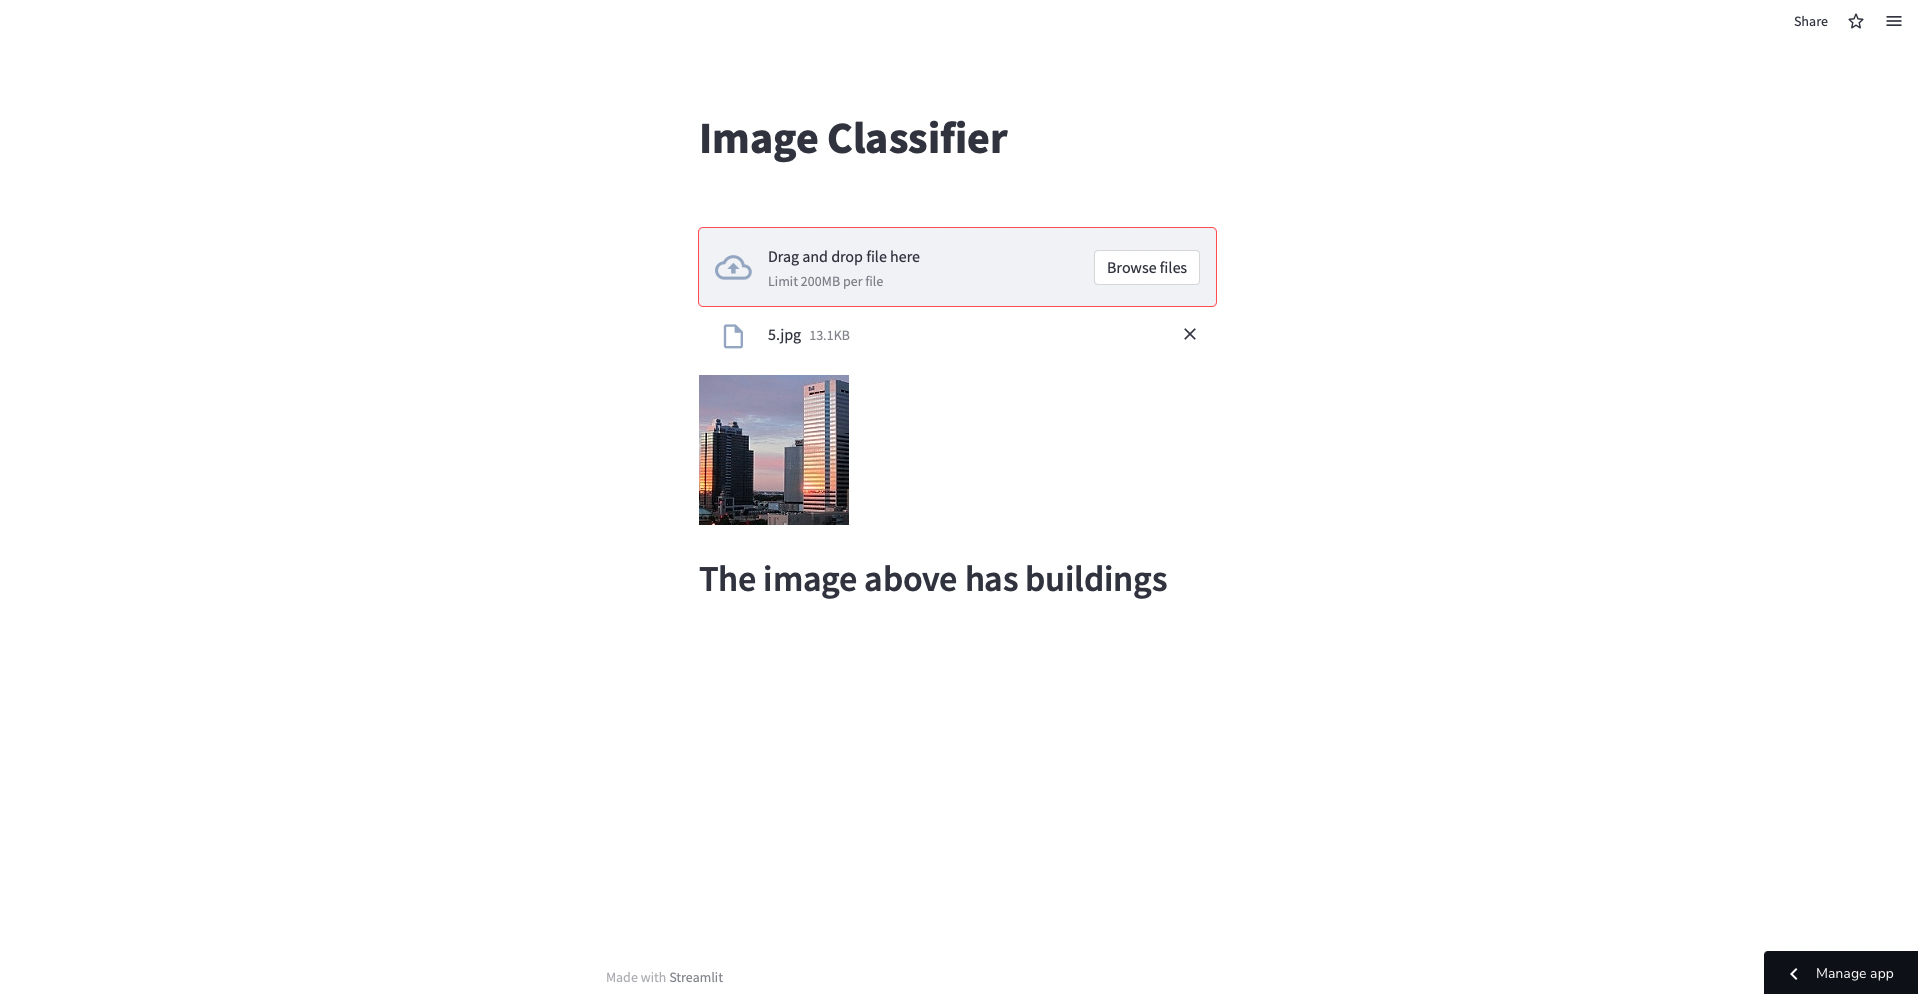 Share
Image Classifier
Drag and drop file here
Limit 200MB per file
Browse files
5.jpg 13.1KB
The image above has buildings
Made with Streamlit
Manage app